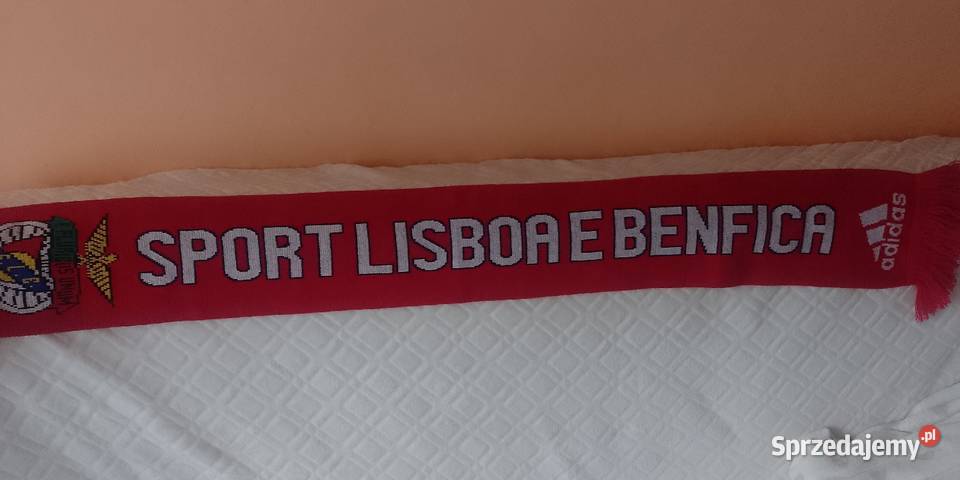 SPORT LISBOA E BENFICA
adidas
Sprzedajemy.pl